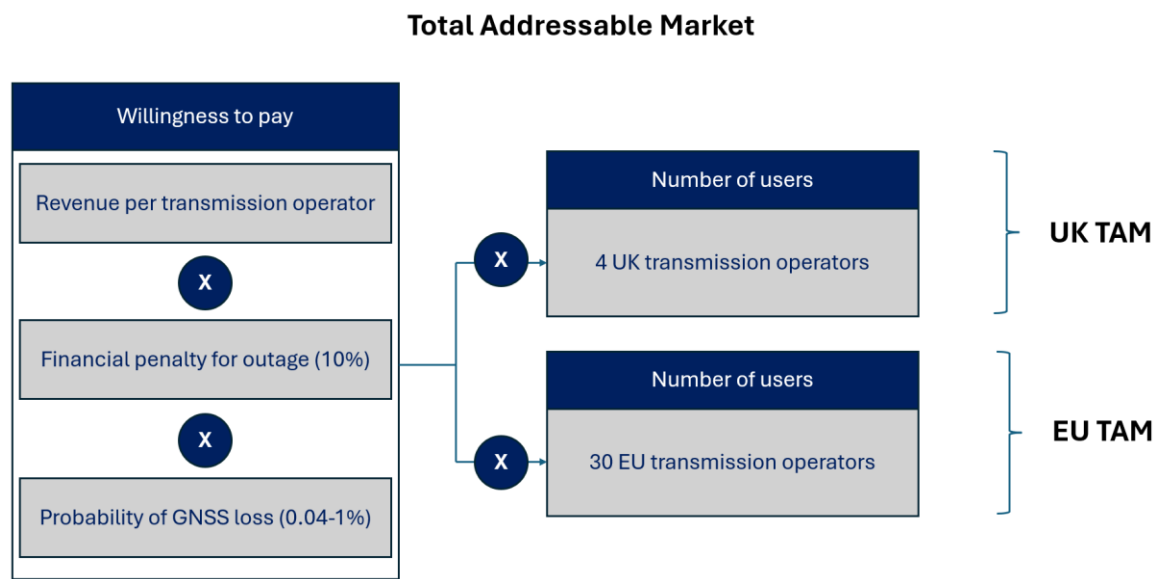 Total Addressable Market
Willingness to pay
Revenue per transmission operator
X
Financial penalty for outage (10%)
X
Probability of GNSS loss (0.04-1%)
X
Number of users
4 UK transmission operators
UK TAM
X
Number of users
30 EU transmission operators
EU TAM